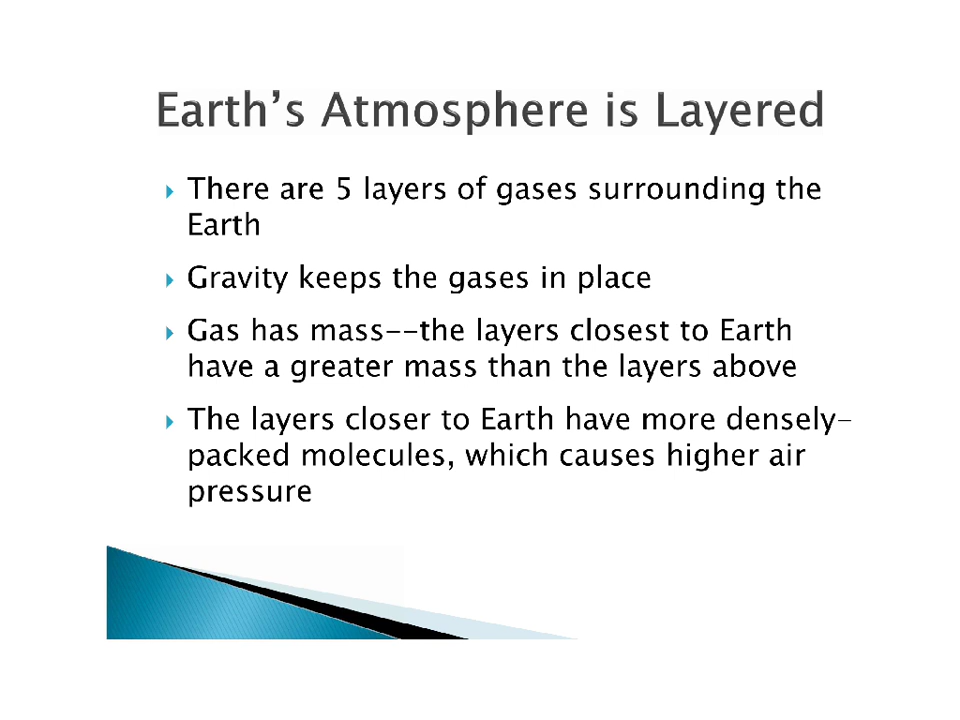 Earth’s Atmosphere is Layered
There are 5 layers of gases surrounding the
Earth
Gravity keeps the gases in place
Gas has mass--the layers closest to Earth
have a greater mass than the layers above
The layers closer to Earth have more densely-
packed molecules, which causes higher air
pressure